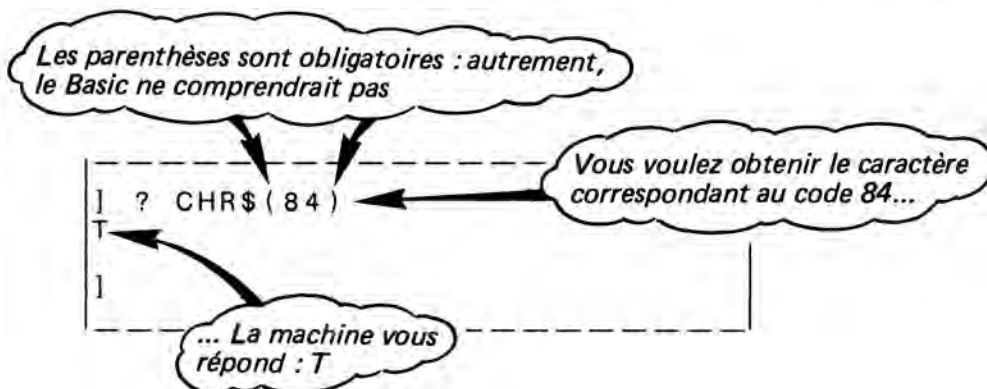 Les parenthèses sont obligatoires : autrement,
le Basic ne comprendrait pas
Vous voulez obtenir le caractère
correspondant au code 84...
] ? CHR$(84)
T
]
... La machine vous
répond : T